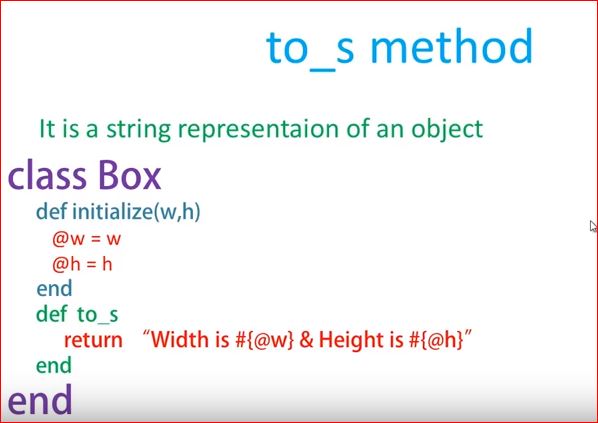 to_s method
It is a string representaion of an object
class Box
def initialize(w,h)
@w = w
@h = h
end
def to_s
return “Width is #{@w} & Height is #{@h}”
end
end